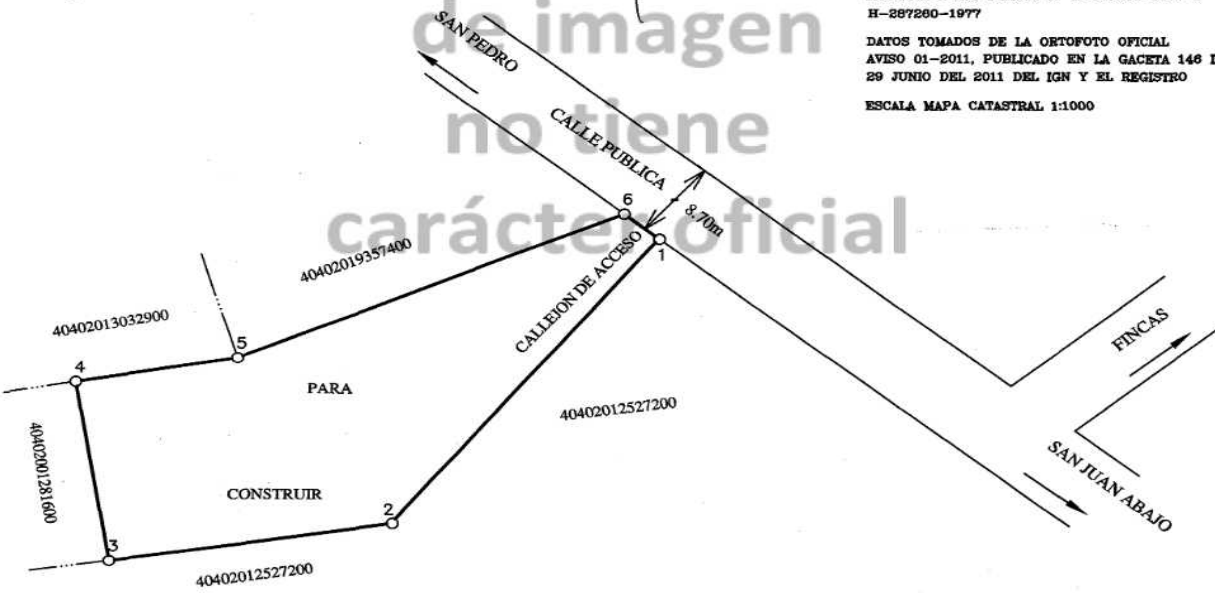 de imagen
no tiene
carácter oficial
H-287260-1977
DATOS TOMADOS DE LA ORTOFOTO OFICIAL
AVISO 01-2011, PUBLICADO EN LA GACETA 146
29 JUNIO DEL 2011 DEL IGN Y EL REGISTRO
ESCALA MAPA CATASTRAL 1:1000
SAN PEDRO
CALLE PUBLICA
8.70m
6
1
CALLEJON DE ACCESO
40402019357400
40402013032900
5
4
PARA
FINCAS
40402012527200
40402001281600
SAN JUAN ABAJO
CONSTRUIR
2
3
40402012527200